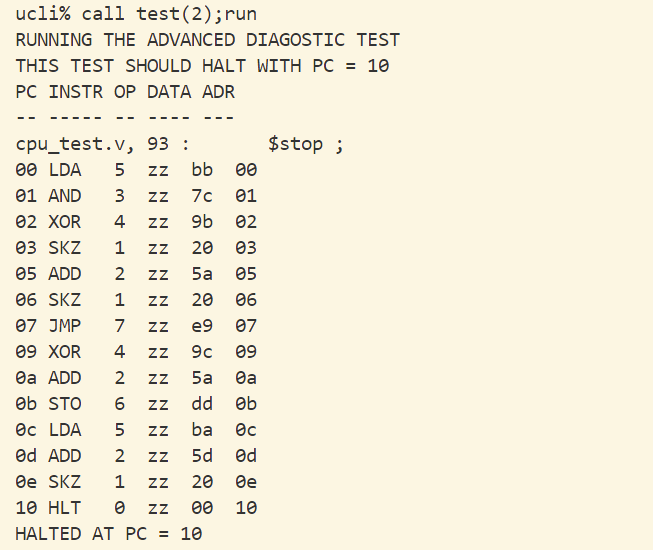 ucli% call test(2);run
RUNNING THE ADVANCED DIAGOSTIC TEST
THIS TEST SHOULD HALT WITH PC = 10
PC INSTR OP DATA ADR
-- ----- -- ---- ---
cpu_test.v, 93 :       $stop ;
00 LDA   5  zz  bb  00
01 AND   3  zz  7c  01
02 XOR   4  zz  9b  02
03 SKZ   1  zz  20  03
05 ADD   2  zz  5a  05
06 SKZ   1  zz  20  06
07 JMP   7  zz  e9  07
09 XOR   4  zz  9c  09
0a ADD   2  zz  5a  0a
0b STO   6  zz  dd  0b
0c LDA   5  zz  ba  0c
0d ADD   2  zz  5d  0d
0e SKZ   1  zz  20  0e
10 HLT   0  zz  00  10
HALTED AT PC = 10